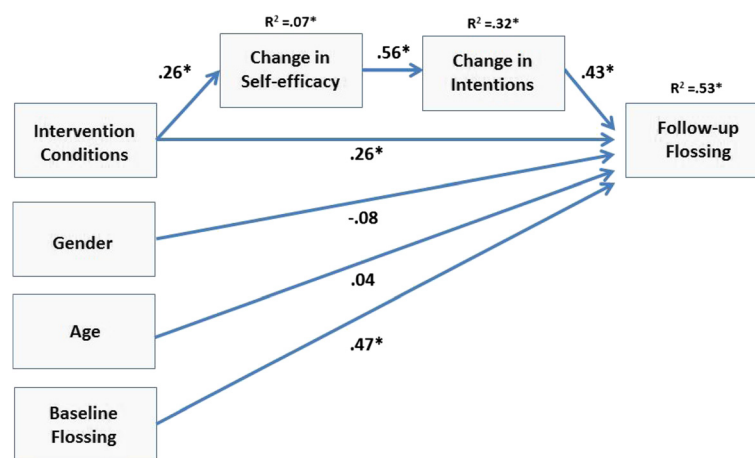 R² =.07*
Change in
Self-efficacy
.26*
.56*
R² =.32*
Change in
Intentions
.43*
R² =.53*
Follow-up
Flossing
Intervention
Conditions
.26*
Gender
-.08
Age
.04
Baseline
Flossing
.47*